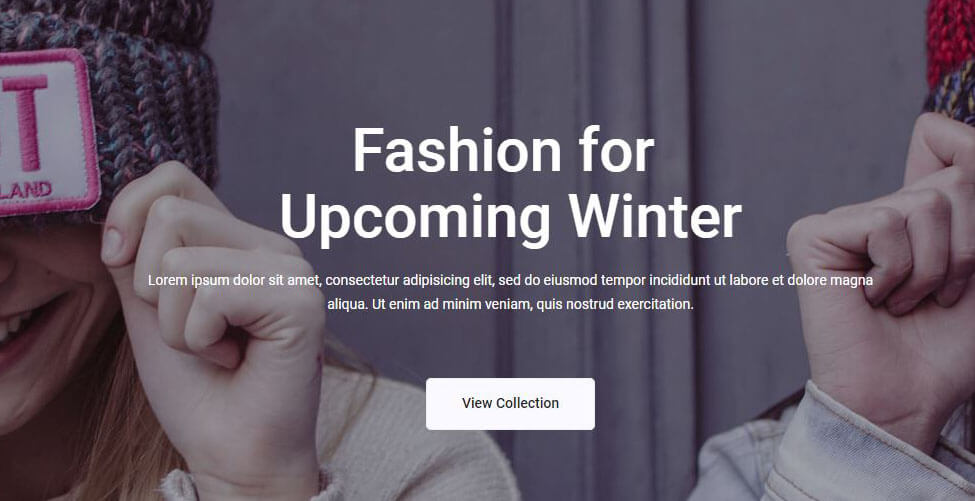 T
LAND
Fashion for
Upcoming Winter
Lorem ipsum dolor sit amet, consectetur adipisicing elit, sed do eiusmod tempor incididunt ut labore et dolore magna
aliqua. Ut enim ad minim veniam, quis nostrud exercitation.
View Collection